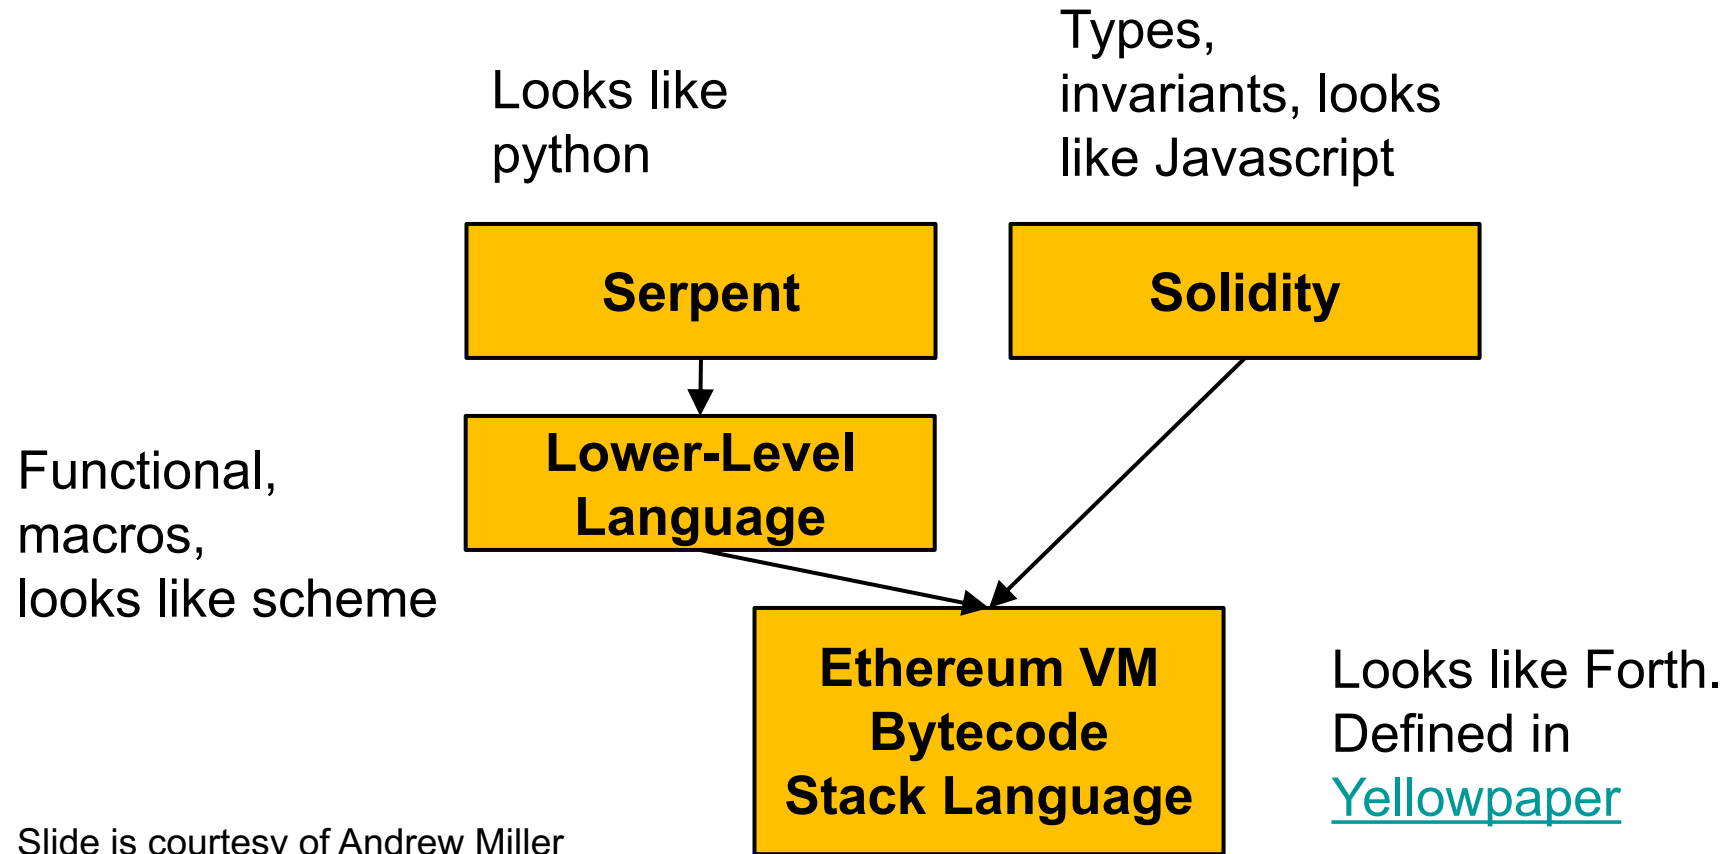 Types,
invariants, looks
like Javascript
Looks like
python
Serpent
Solidity
Lower-Level
Language
Functional,
macros,
looks like scheme
Ethereum VM
Bytecode
Stack Language
Looks like Forth.
Defined in
Yellowpaper
Slide is courtesy of Andrew Miller